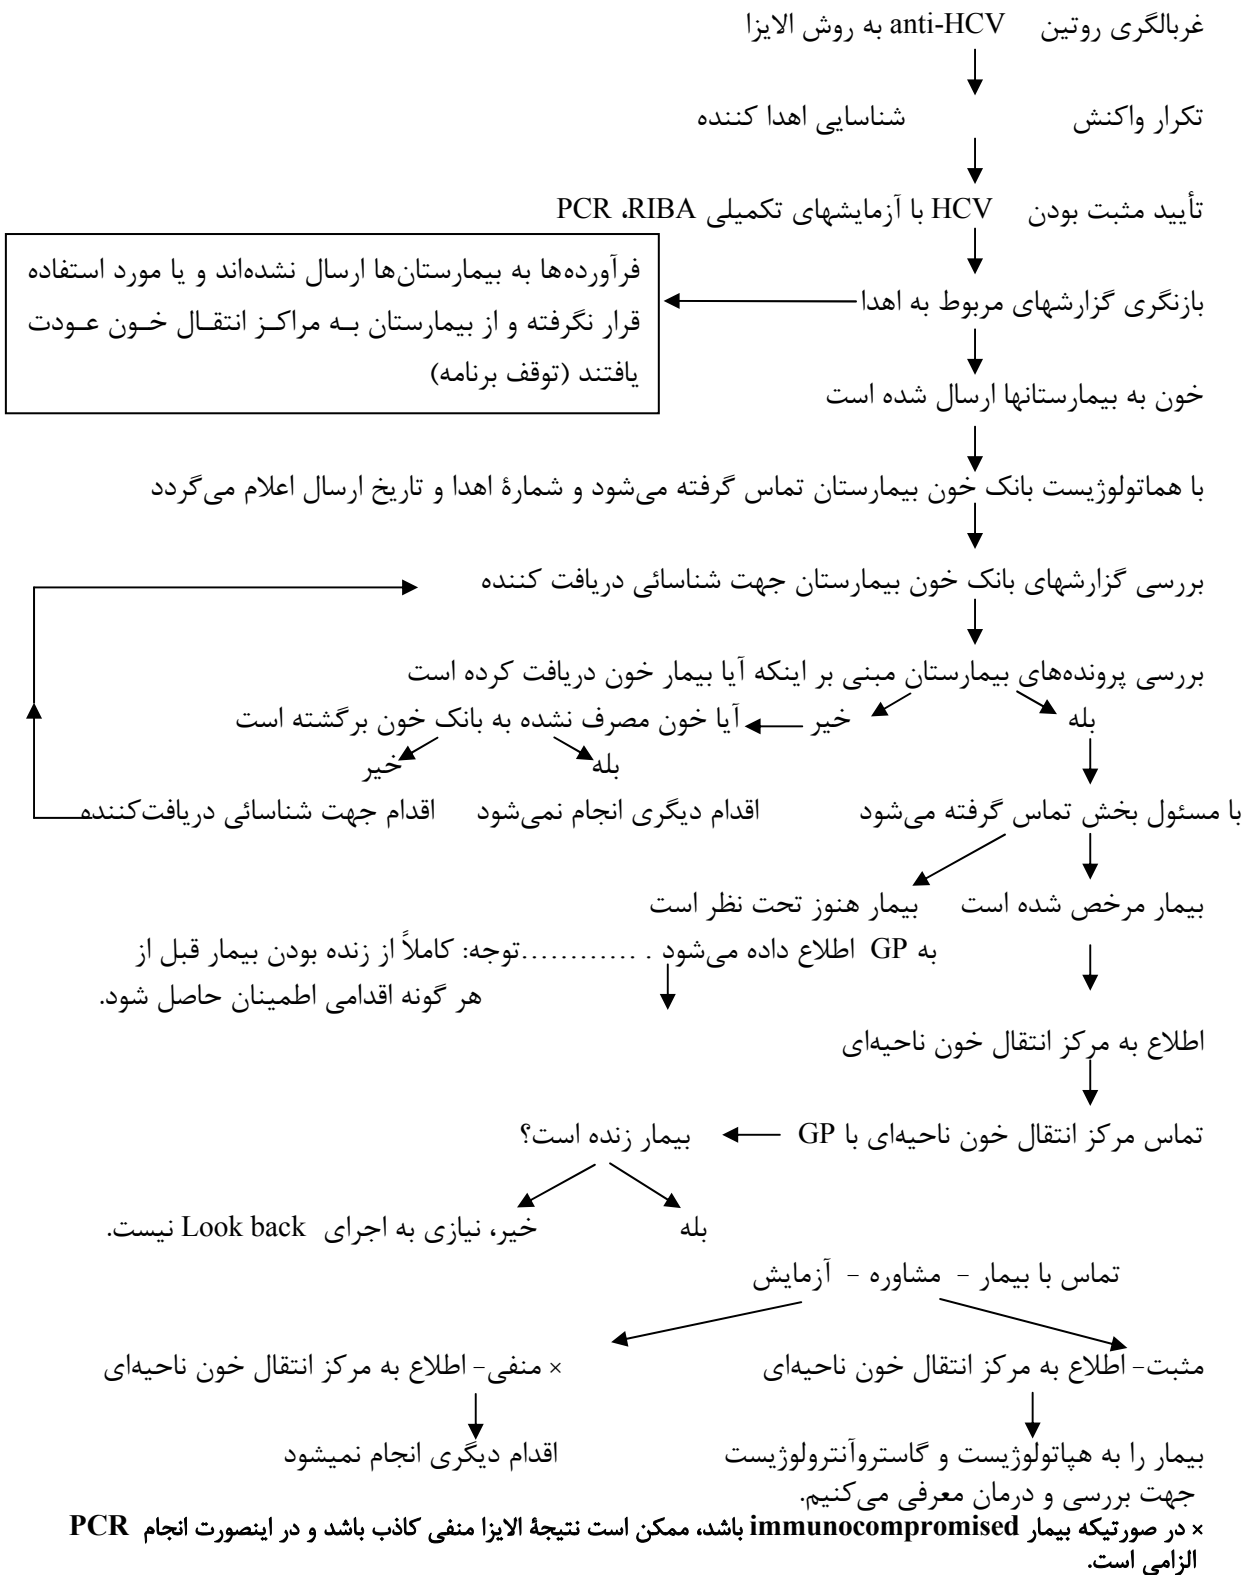 غربالگری روتین anti-HCV به روش الایزا
تکرار واکنش شناسایی اهدا کننده
تأیید مثبت بودن HCV با آزمایشهای تکمیلی PCR ،RIBA
بازنگری گزارشهای مربوط به اهدا
فرآورده‌ها به بیمارستان‌ها ارسال نشده‌اند و یا مورد استفاده
قرار نگرفته و از بیمارستان بـه مراکـز انتقـال خـون عـودت
یافتند (توقف برنامه)
خون به بیمارستانها ارسال شده است
با هماتولوژیست بانک خون بیمارستان تماس گرفته می‌شود و شمارهٔ اهدا و تاریخ ارسال اعلام می‌گردد
بررسی گزارشهای بانک خون بیمارستان جهت شناسائی دریافت کننده
بررسی پرونده‌های بیمارستان مبنی بر اینکه آیا بیمار خون دریافت کرده است
بله خیر آیا خون مصرف نشده به بانک خون برگشته است
بله خیر
با مسئول بخش تماس گرفته می‌شود اقدام دیگری انجام نمی‌شود اقدام جهت شناسائی دریافت‌کننده
بیمار مرخص شده است بیمار هنوز تحت نظر است
به GP اطلاع داده می‌شود . ............توجه: کاملاً از زنده بودن بیمار قبل از
هر گونه اقدامی اطمینان حاصل شود.
اطلاع به مرکز انتقال خون ناحیه‌ای
تماس مرکز انتقال خون ناحیه‌ای با GP بیمار زنده است؟
بله خیر، نیازی به اجرای Look back نیست.
تماس با بیمار - مشاوره - آزمایش
مثبت- اطلاع به مرکز انتقال خون ناحیه‌ای × منفی- اطلاع به مرکز انتقال خون ناحیه‌ای
بیمار را به هپاتولوژیست و گاستروآنترولوژیست اقدام دیگری انجام نمیشود
جهت بررسی و درمان معرفی می‌کنیم.
× در صورتیکه بیمار immunocompromised باشد، ممکن است نتیجهٔ الایزا منفی کاذب باشد و در اینصورت انجام PCR
الزامی است.